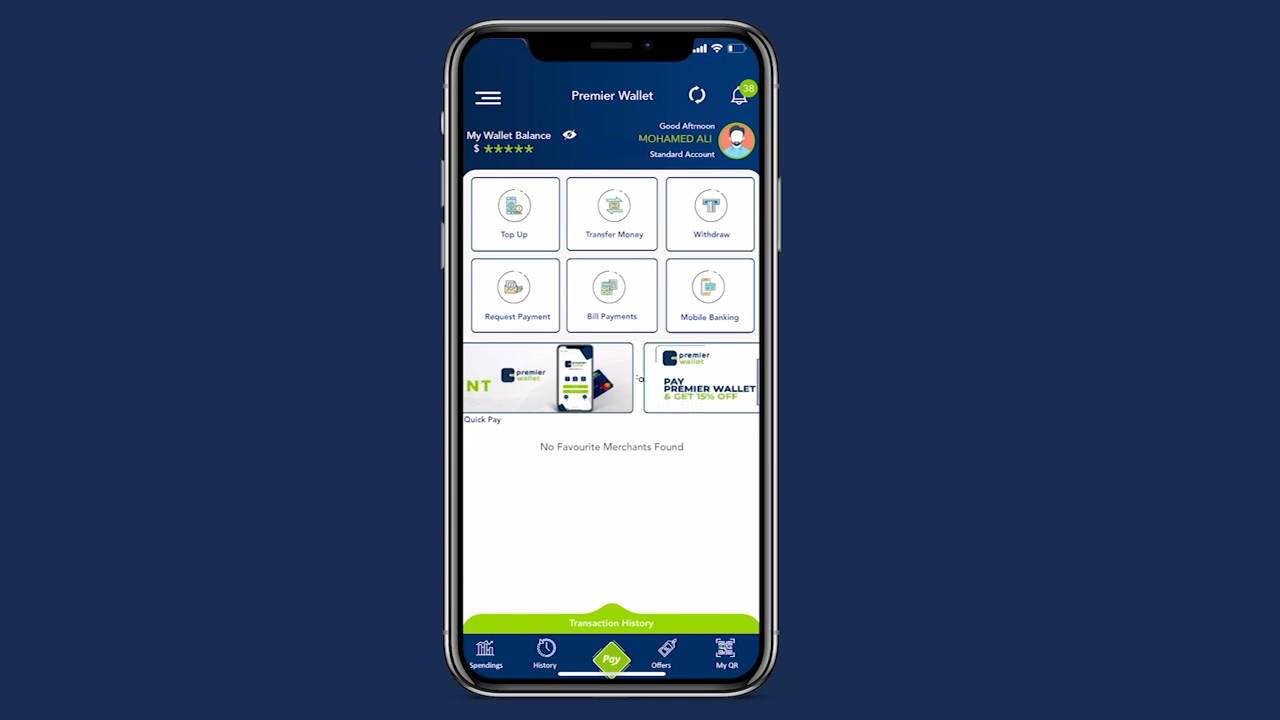 Premier Wallet
38
My Wallet Balance
$ *****
Good Aftrnoon
MOHAMED ALI
Standard Account
Top Up
Transfer Money
Withdraw
Request Payment
Bill Payments
Mobile Banking
NT
premier
wallet
premier
wallet
PAY
PREMIER WALLET
& GET 15% OFF
Quick Pay
No Favourite Merchants Found
Transaction History
Spendings
History
Pay
Offers
My QR